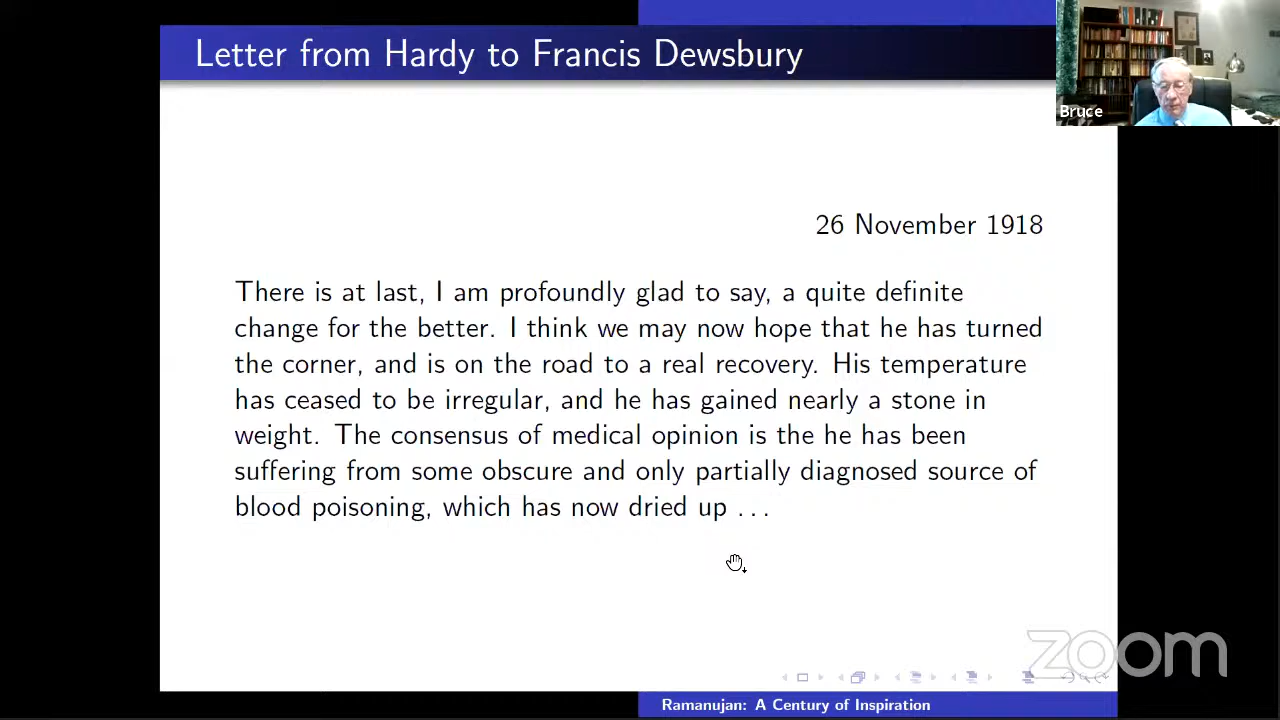 Letter from Hardy to Francis Dewsbury
Bruce
26 November 1918
There is at last, I am profoundly glad to say, a quite definite
change for the better. I think we may now hope that he has turned
the corner, and is on the road to a real recovery. His temperature
has ceased to be irregular, and he has gained nearly a stone in
weight. The consensus of medical opinion is the he has been
suffering from some obscure and only partially diagnosed source of
blood poisoning, which has now dried up ...
zoom
Ramanujan: A Century of Inspiration